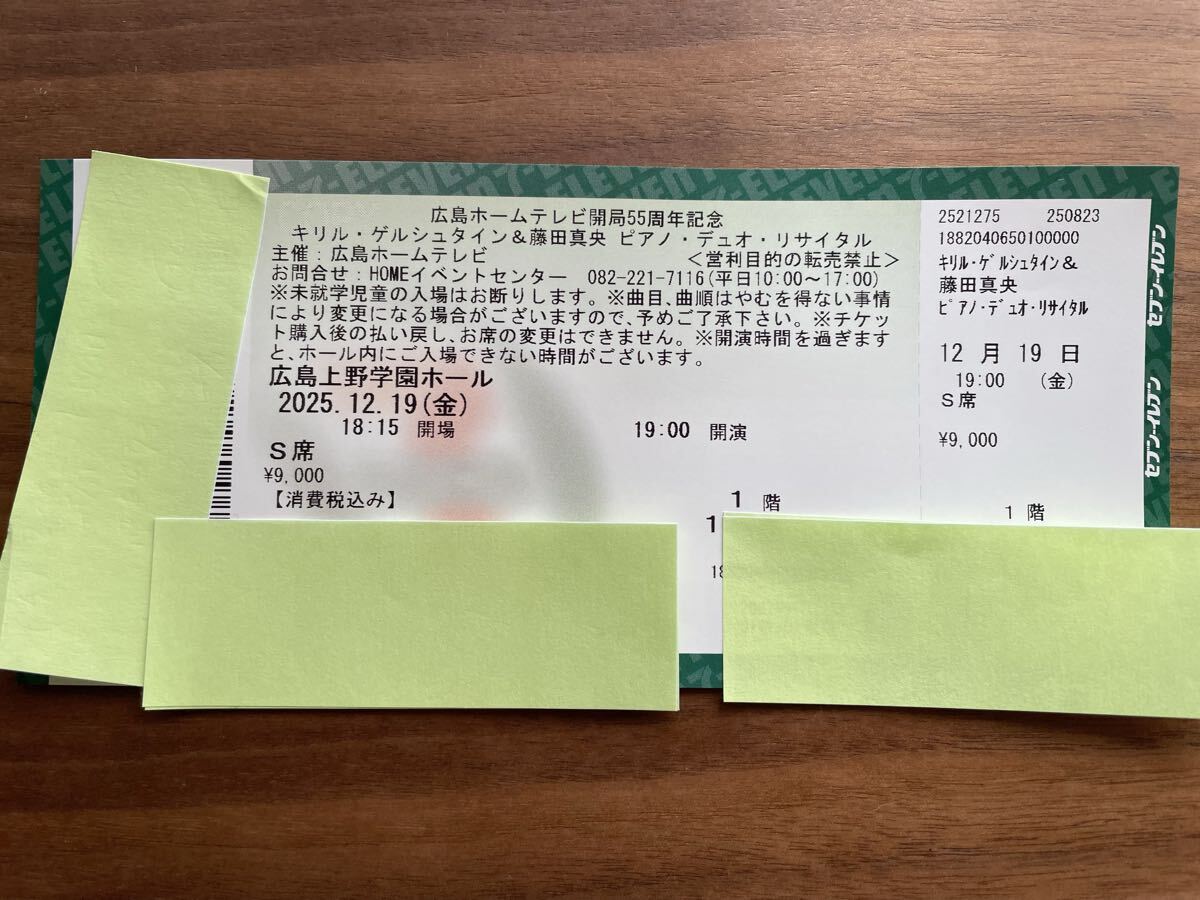 広島ホームテレビ開局55周年記念
キリル・ゲルシュタイン＆藤田真央 ピアノ・デュオ・リサイタル
主催：広島ホームテレビ ＜営利目的の転売禁止＞
お問合せ：HOMEイベントセンター 082-221-7116(平日10:00～17:00)
※未就学児童の入場はお断りします。※曲目、曲順はやむを得ない事情
により変更になる場合がございますので、予めご了承下さい。※チケッ
ト購入後の払い戻し、お席の変更はできません。※開演時間を過ぎます
と、ホール内にご入場できない時間がございます。
広島上野学園ホール
2025.12.19(金)
18:15 開場 19:00 開演
S席
¥9,000
【消費税込み】
1 階
1
18
2521275 250823
1882040650100000
ｷﾘﾙ・ｹﾞﾙｼｭﾀｲﾝ＆
藤田真央
ﾋﾟｱﾉ・ﾃﾞｭｵ・ﾘｻｲﾀﾙ
12 月 19 日
19:00 (金)
S席
¥9,000
1 階
セブン-イレブン
セブン-イレブン
7-ELEVEN